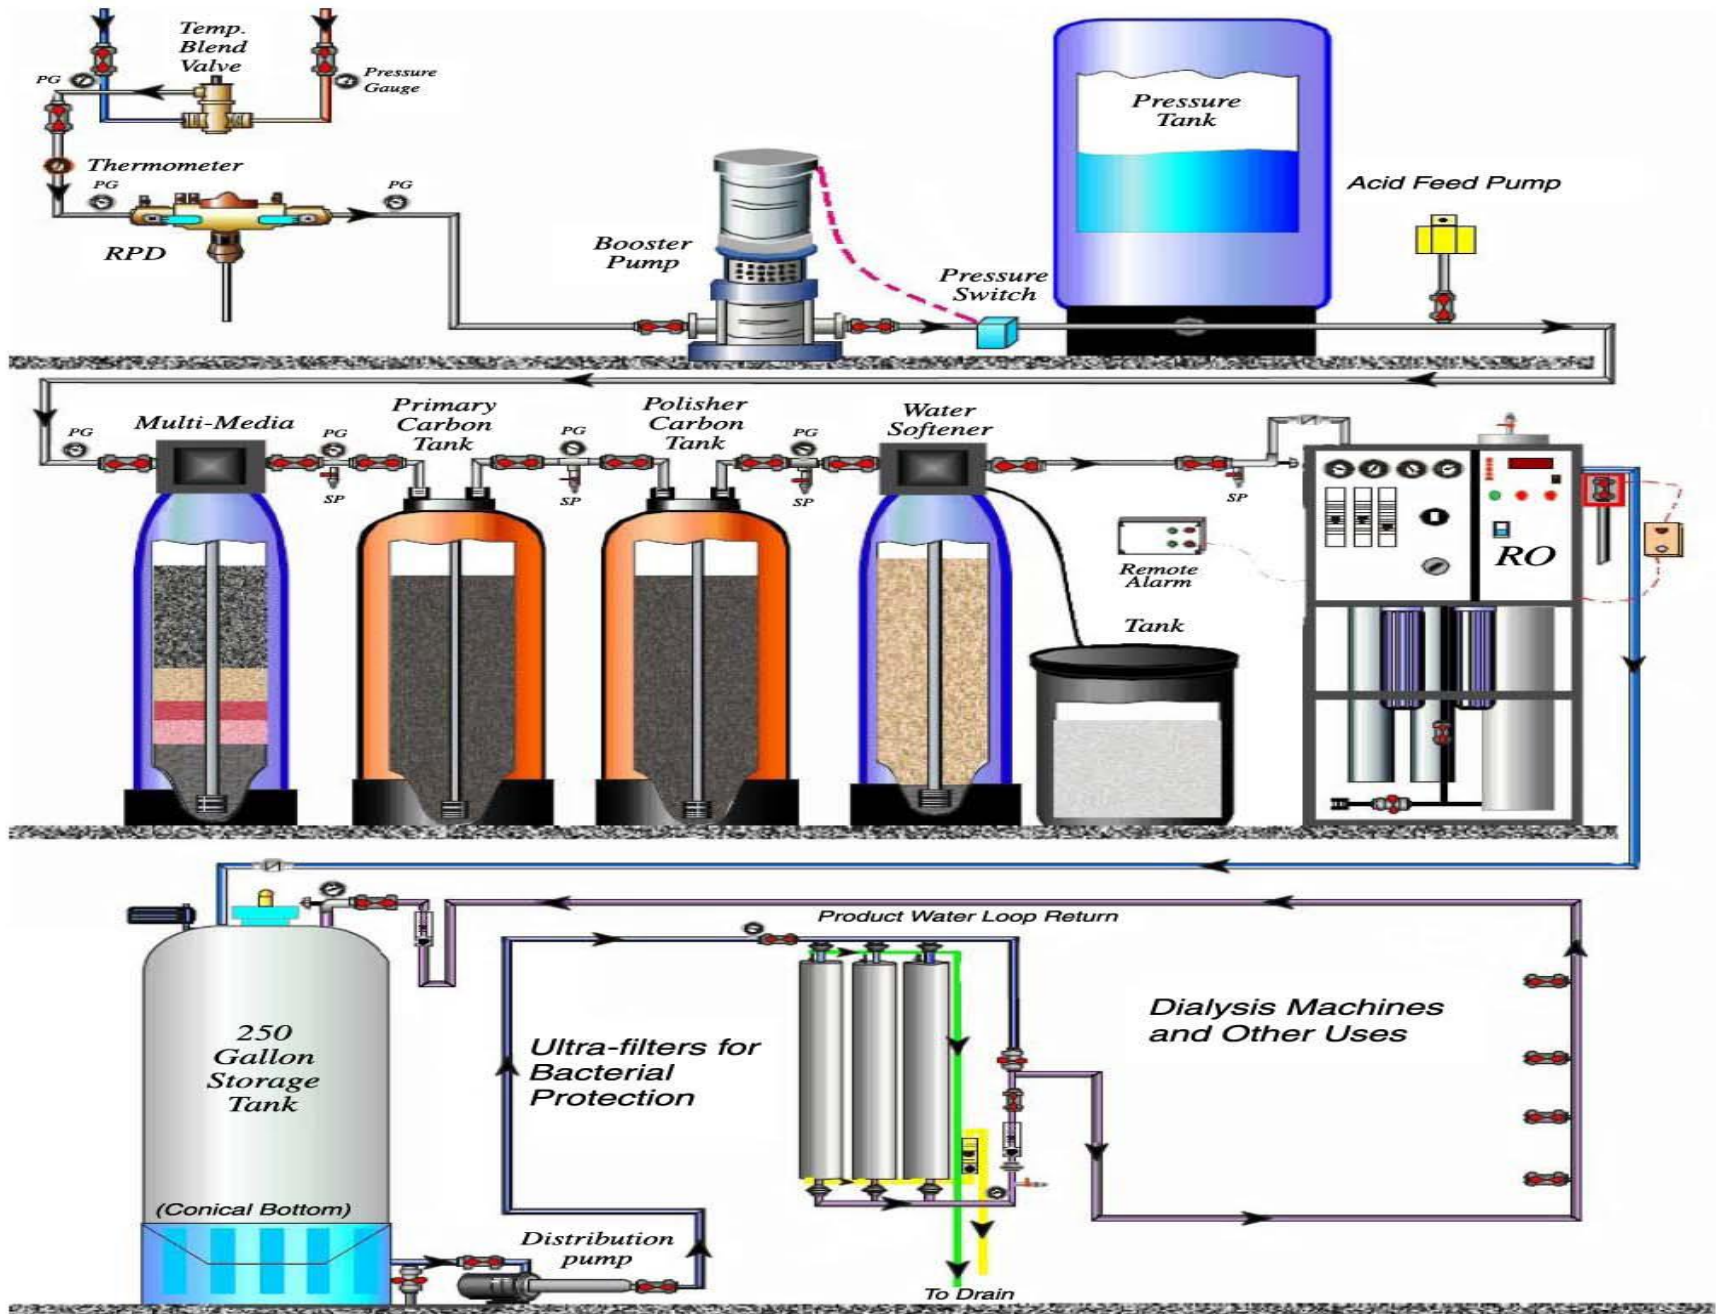 Temp.
Blend
Valve
PG
Pressure
Gauge
Thermometer
PG
PG
RPD
Booster
Pump
Pressure
Switch
Pressure
Tank
Acid Feed Pump
PG
Multi-Media
PG
SP
Primary
Carbon
Tank
PG
SP
Polisher
Carbon
Tank
PG
SP
Water
Softener
SP
Remote
Alarm
Tank
RO
Product Water Loop Return
250
Gallon
Storage
Tank
(Conical Bottom)
Ultra-filters for
Bacterial
Protection
Distribution
pump
Dialysis Machines
and Other Uses
To Drain